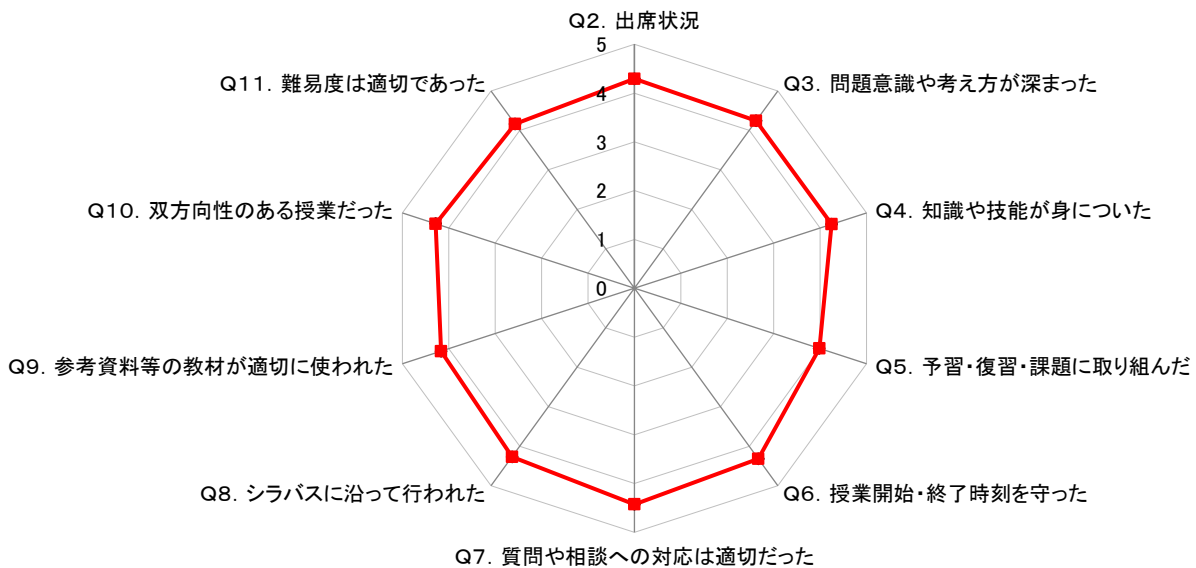 Q2. 出席状況
5
Q11. 難易度は適切であった
Q3. 問題意識や考え方が深まった
4
3
Q10. 双方向性のある授業だった
Q4. 知識や技能が身についた
2
1
0
Q9. 参考資料等の教材が適切に使われた
Q5. 予習・復習・課題に取り組んだ
Q8. シラバスに沿って行われた
Q6. 授業開始・終了時刻を守った
Q7. 質問や相談への対応は適切だった